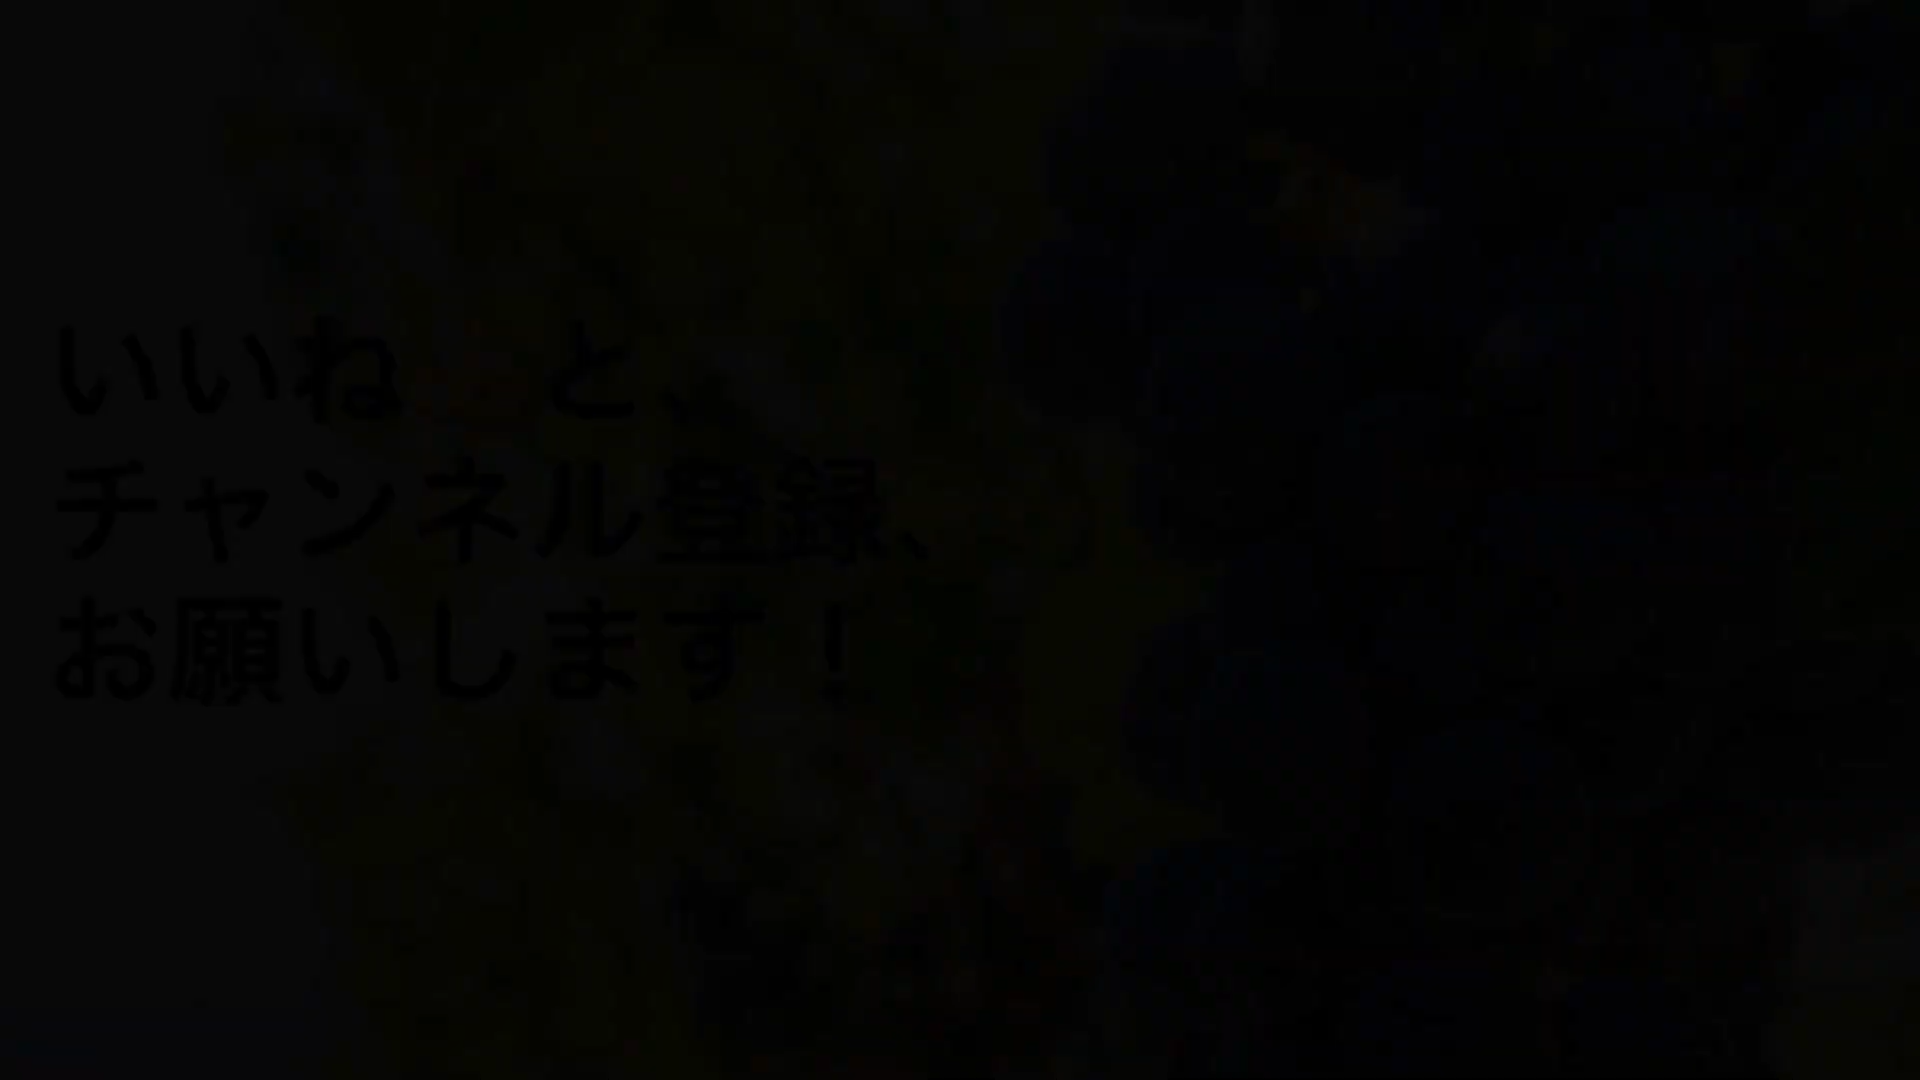 いいね　と、
チャンネル登録、
お願いします！